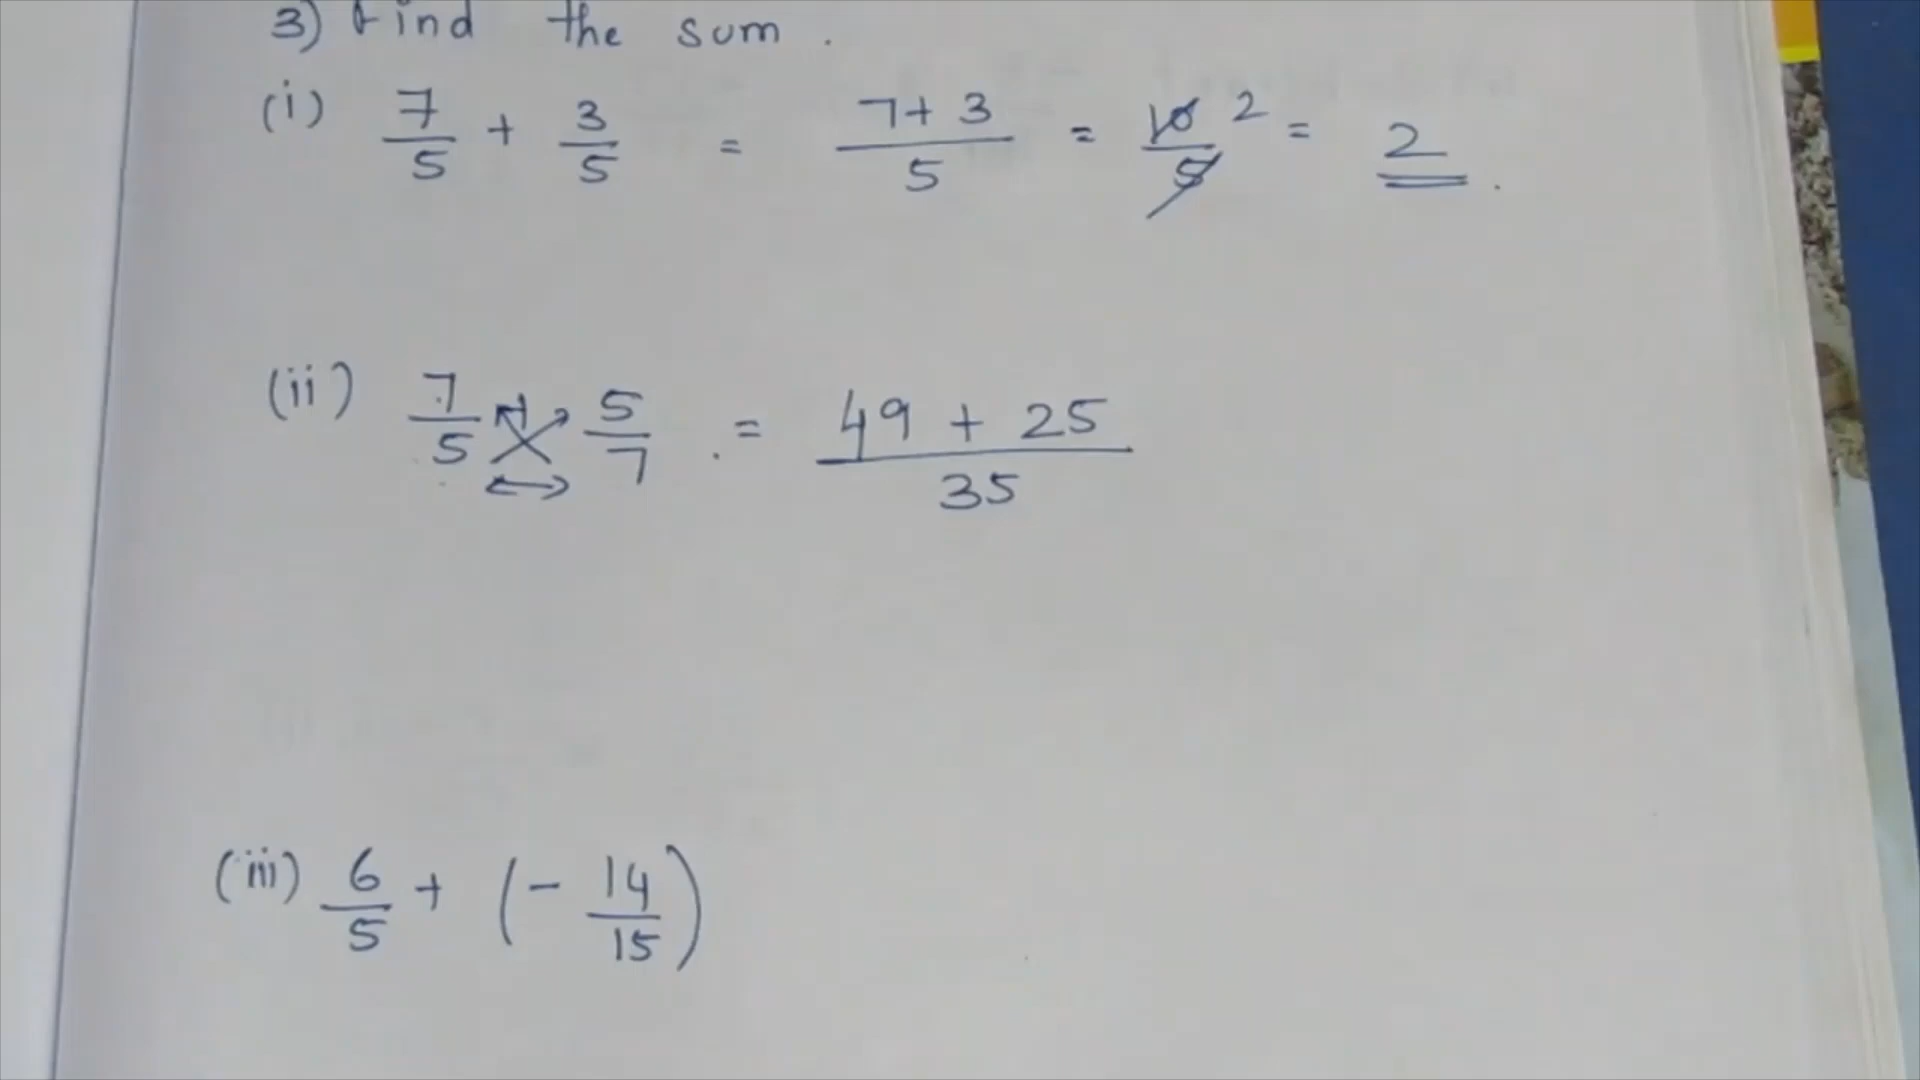 3) Find the sum .
(i) 7/5 + 3/5 = 7+3/5 = 10/5 2 = 2 .
(ii) 7/5 + 5/7 . = 49 + 25/35
(iii) 6/5 + (- 14/15)